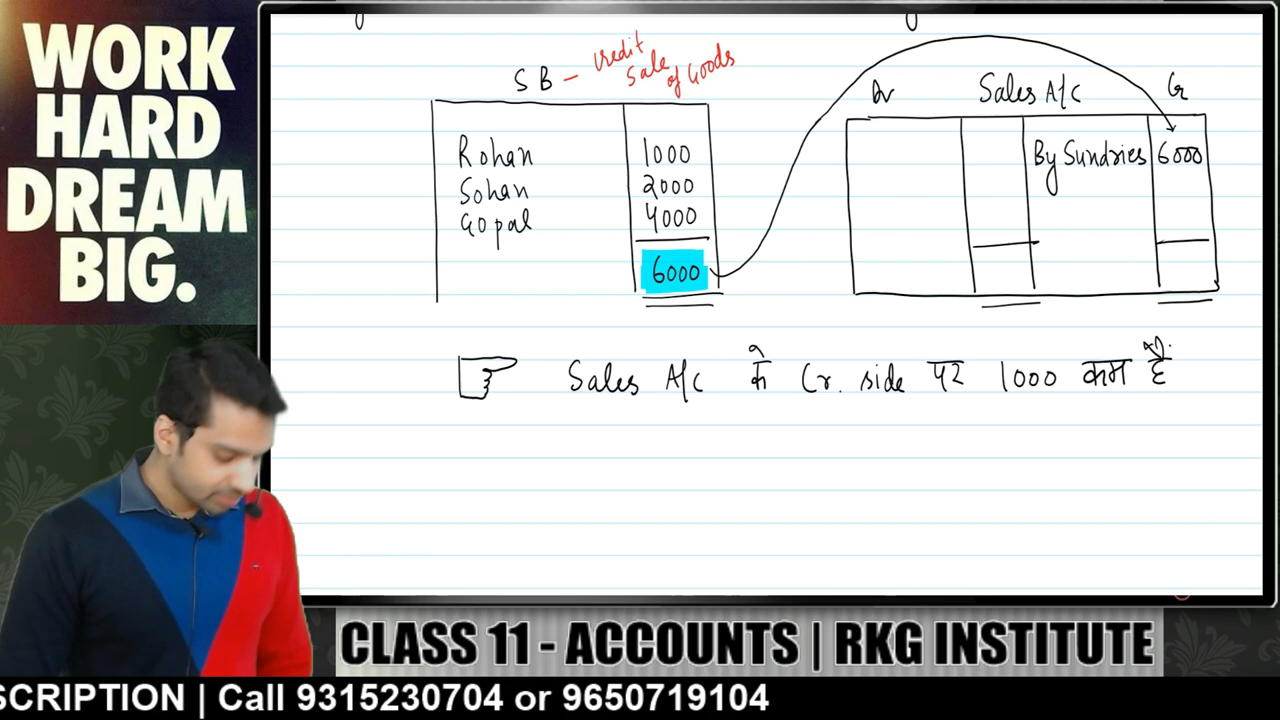 WORK
HARD
DREAM
BIG.
SB - Credit Sale of Goods
Rohan 1000
Sohan 2000
Gopal 4000
6000
Dr Sales A/c Cr
By Sundries 6000
Sales A/c के Cr. side पर 1000 कम है
CLASS 11 - ACCOUNTS | RKG INSTITUTE
SCRIPTION | Call 9315230704 or 9650719104